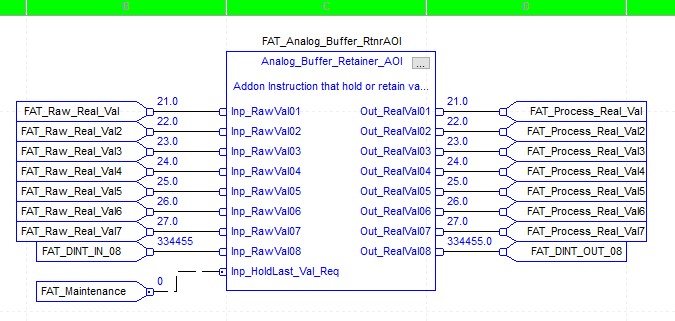 B C D
FAT_Analog_Buffer_RtnrAOI
Analog_Buffer_Retainer_AOI ...
Addon Instruction that hold or retain va...
FAT_Raw_Real_Val 21.0 Inp_RawVal01 Out_RealVal01 21.0 FAT_Process_Real_Val
FAT_Raw_Real_Val2 22.0 Inp_RawVal02 Out_RealVal02 22.0 FAT_Process_Real_Val2
FAT_Raw_Real_Val3 23.0 Inp_RawVal03 Out_RealVal03 23.0 FAT_Process_Real_Val3
FAT_Raw_Real_Val4 24.0 Inp_RawVal04 Out_RealVal04 24.0 FAT_Process_Real_Val4
FAT_Raw_Real_Val5 25.0 Inp_RawVal05 Out_RealVal05 25.0 FAT_Process_Real_Val5
FAT_Raw_Real_Val6 26.0 Inp_RawVal06 Out_RealVal06 26.0 FAT_Process_Real_Val6
FAT_Raw_Real_Val7 27.0 Inp_RawVal07 Out_RealVal07 27.0 FAT_Process_Real_Val7
FAT_DINT_IN_08 334455 Inp_RawVal08 Out_RealVal08 334455.0 FAT_DINT_OUT_08
FAT_Maintenance 0 Inp_HoldLast_Val_Req